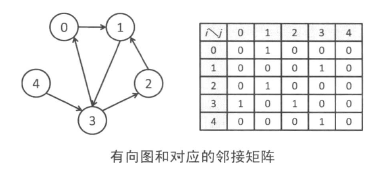 0 1
4 2
3
i\j 0 1 2 3 4
0 0 1 0 0 0
1 0 0 0 1 0
2 0 1 0 0 0
3 1 0 1 0 0
4 0 0 0 1 0
有向图和对应的邻接矩阵